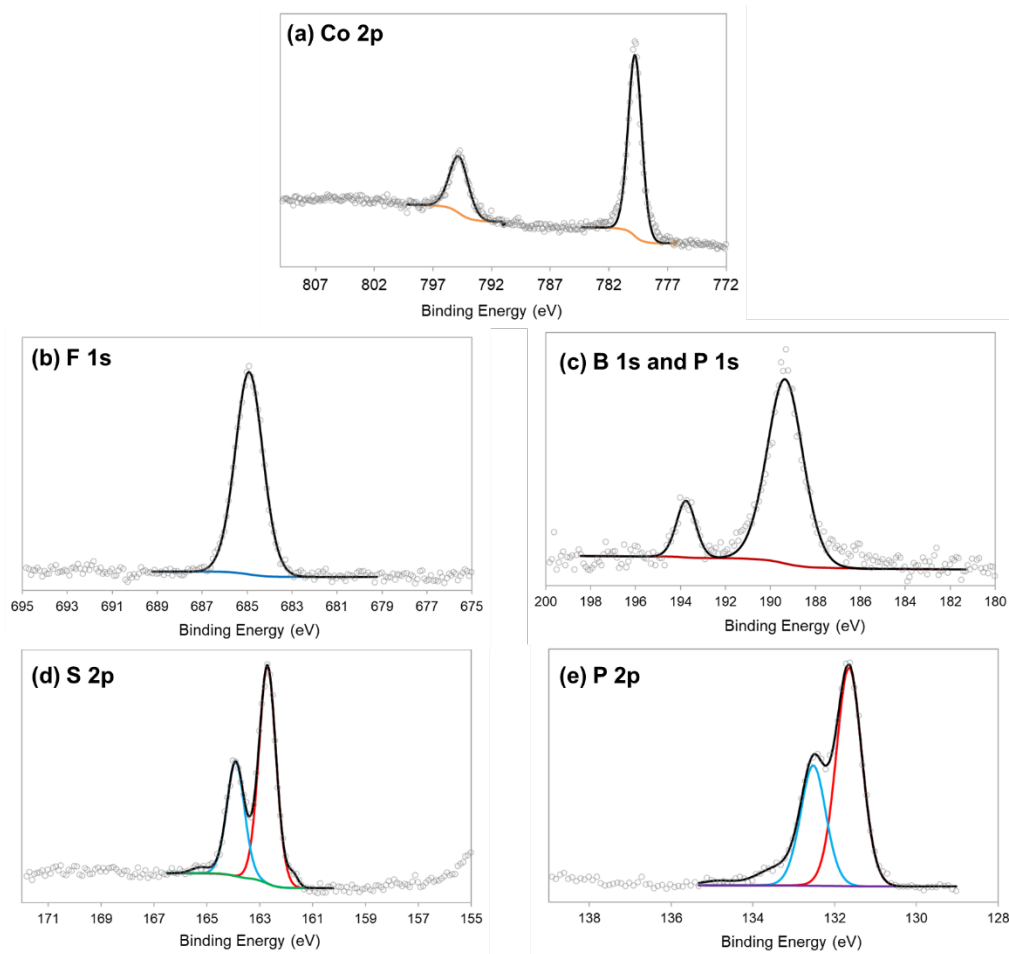 (a) Co 2p
807 802 797 792 787 782 777 772
Binding Energy (eV)
(b) F 1s
695 693 691 689 687 685 683 681 679 677 675
Binding Energy (eV)
(c) B 1s and P 1s
200 198 196 194 192 190 188 186 184 182 180
Binding Energy (eV)
(d) S 2p
171 169 167 165 163 161 159 157 155
Binding Energy (eV)
(e) P 2p
138 136 134 132 130 128
Binding Energy (eV)